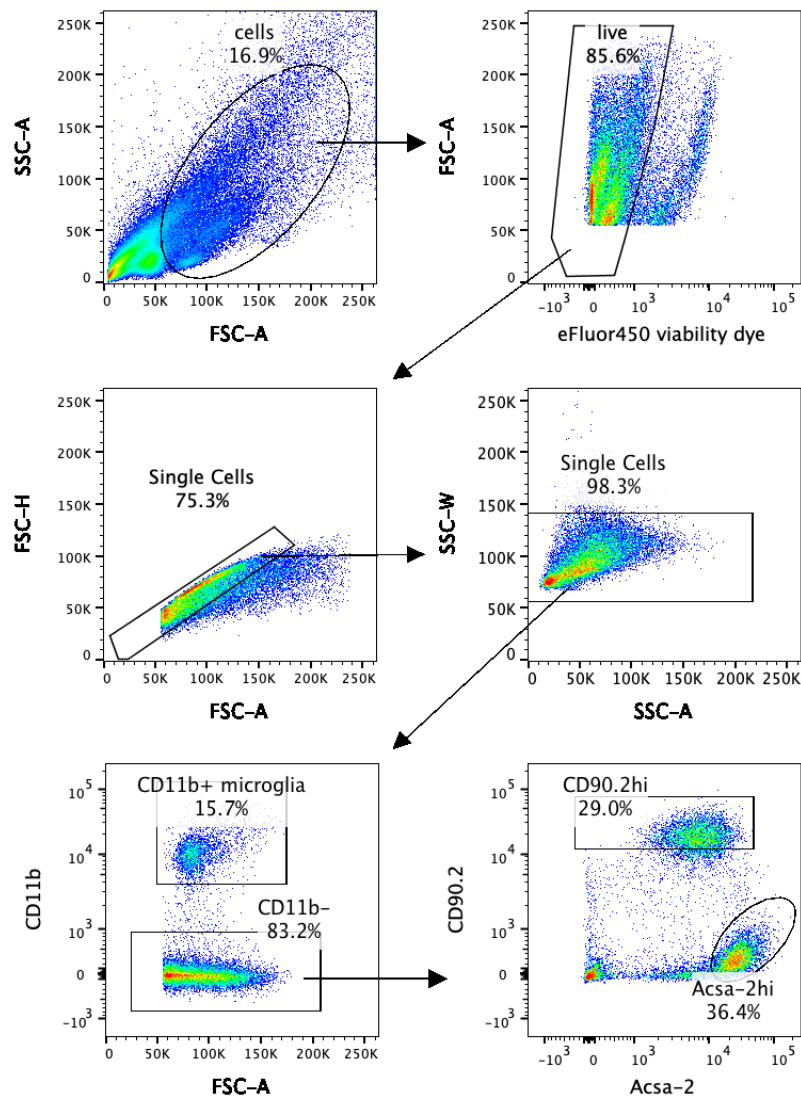 cells
16.9%
250K
200K
150K
100K
50K
0
SSC-A
0
50K
100K
150K
200K
250K
FSC-A
live
85.6%
250K
200K
150K
100K
50K
0
FSC-A
-10³
0
10³
10⁴
10⁵
eFluor450 viability dye
Single Cells
75.3%
250K
200K
150K
100K
50K
0
FSC-H
0
50K
100K
150K
200K
250K
FSC-A
Single Cells
98.3%
250K
200K
150K
100K
50K
0
SSC-W
0
50K
100K
150K
200K
250K
SSC-A
CD11b+ microglia
15.7%
CD11b-
83.2%
10⁵
10⁴
10³
0
-10³
CD11b
0
50K
100K
150K
200K
250K
FSC-A
CD90.2hi
29.0%
Acsa-2hi
36.4%
10⁵
10⁴
10³
0
-10³
CD90.2
-10³
0
10³
10⁴
10⁵
Acsa-2